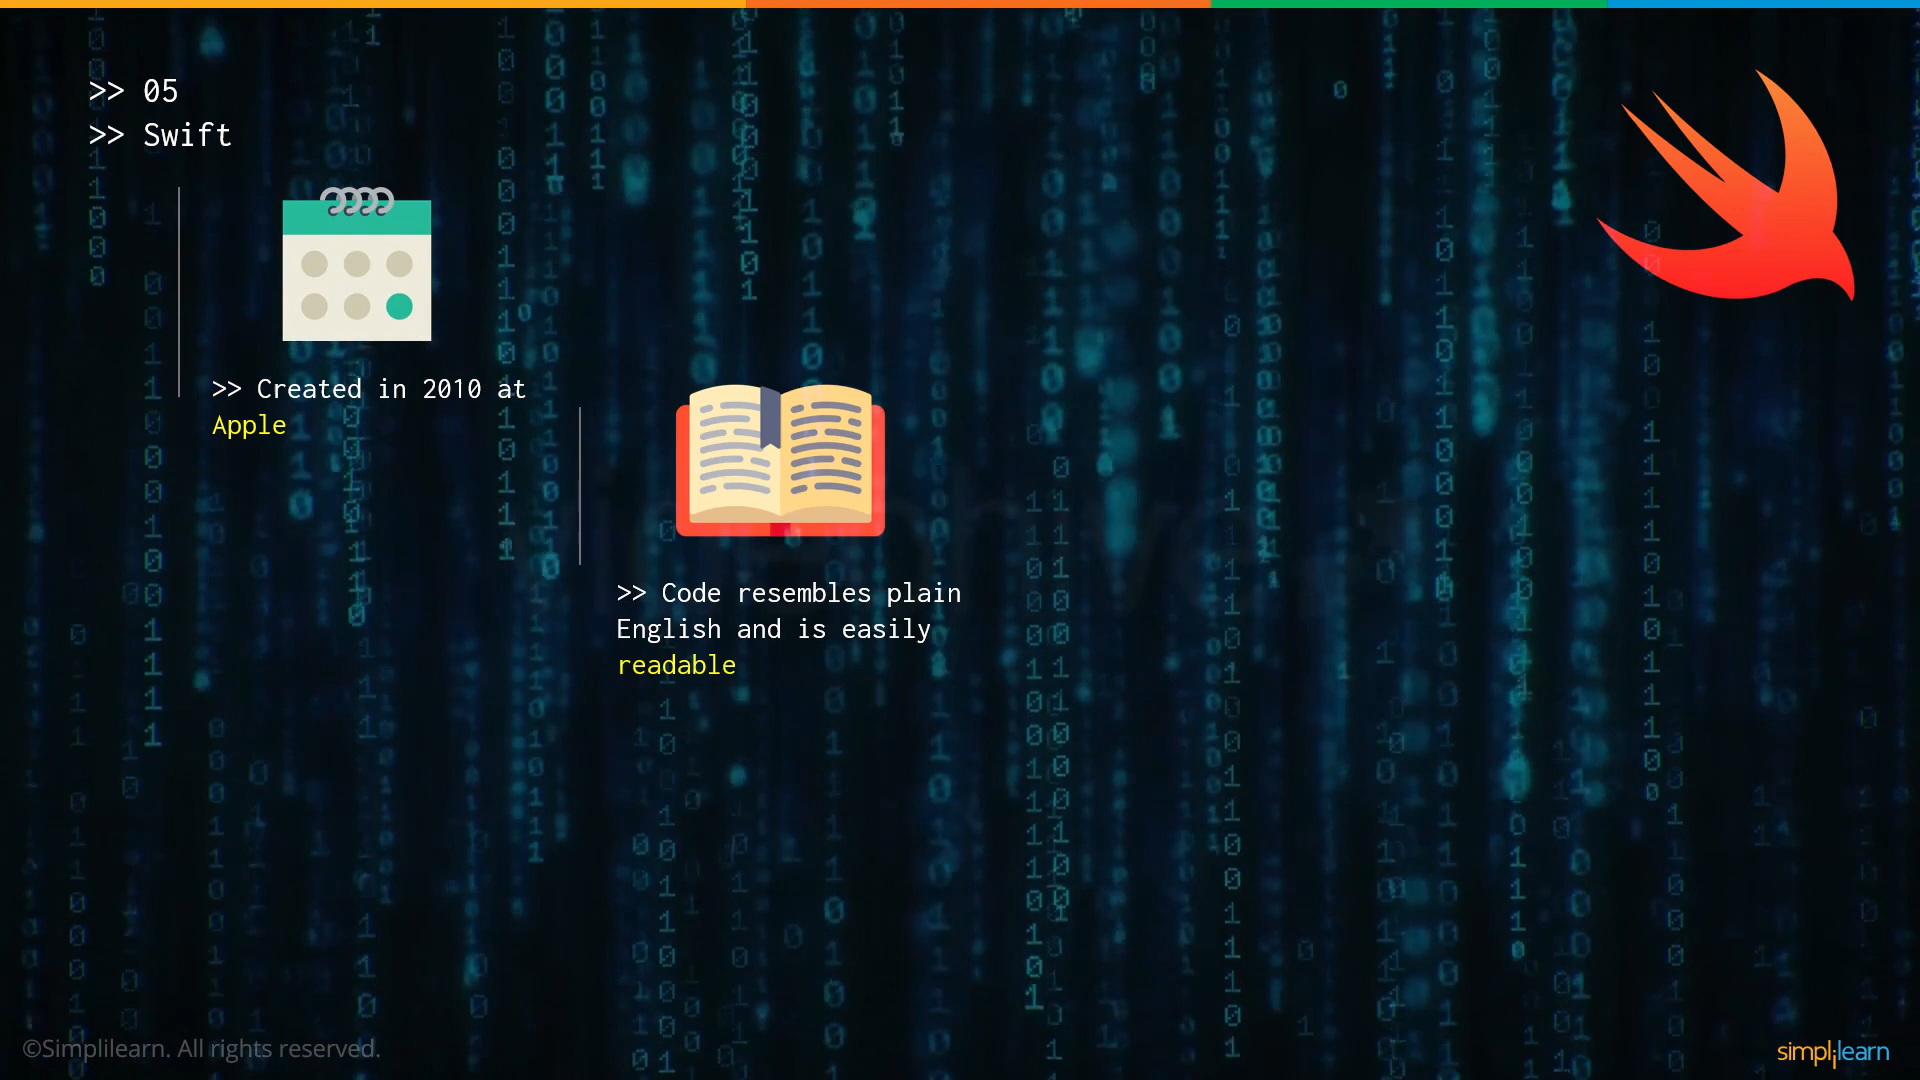 >> 05
>> Swift
>> Created in 2010 at
Apple
>> Code resembles plain
English and is easily
readable
©Simplilearn. All rights reserved.
simplilearn